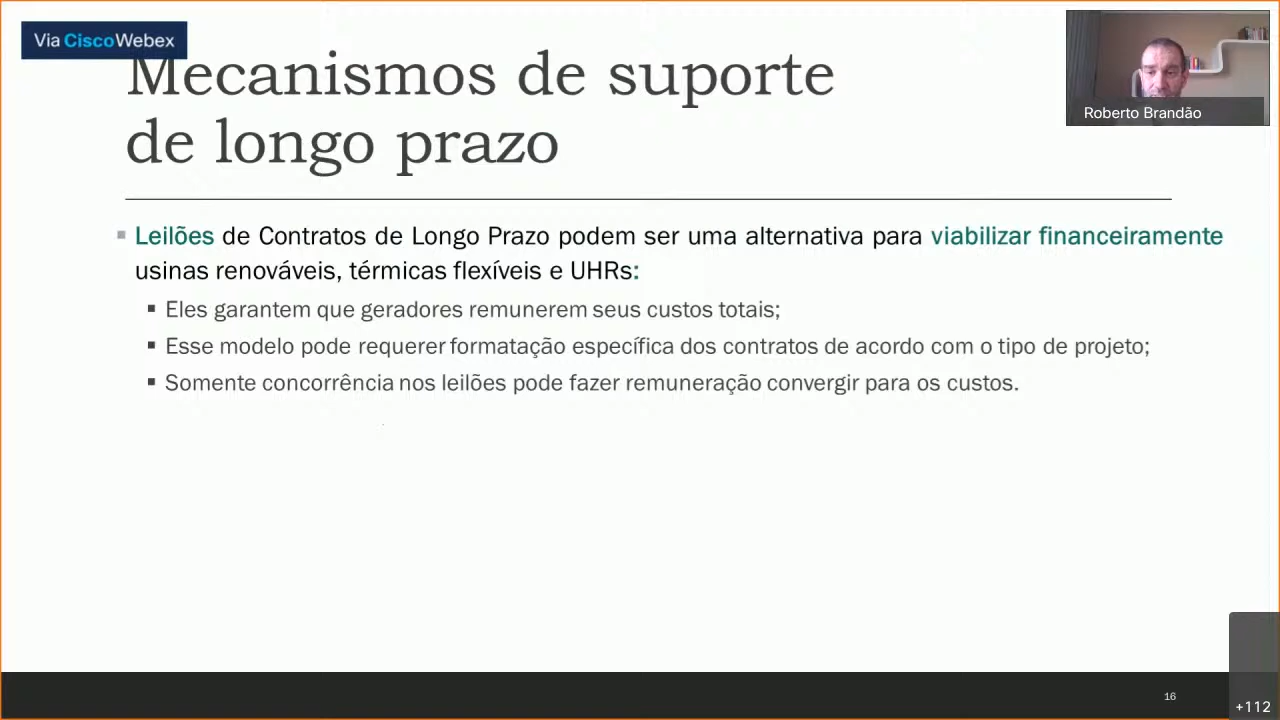 Via Cisco Webex
Mecanismos de suporte
de longo prazo
Roberto Brandão
Leilões de Contratos de Longo Prazo podem ser uma alternativa para viabilizar financeiramente
usinas renováveis, térmicas flexíveis e UHRs:
Eles garantem que geradores remunerem seus custos totais;
Esse modelo pode requerer formatação específica dos contratos de acordo com o tipo de projeto;
Somente concorrência nos leilões pode fazer remuneração convergir para os custos.
16
+112